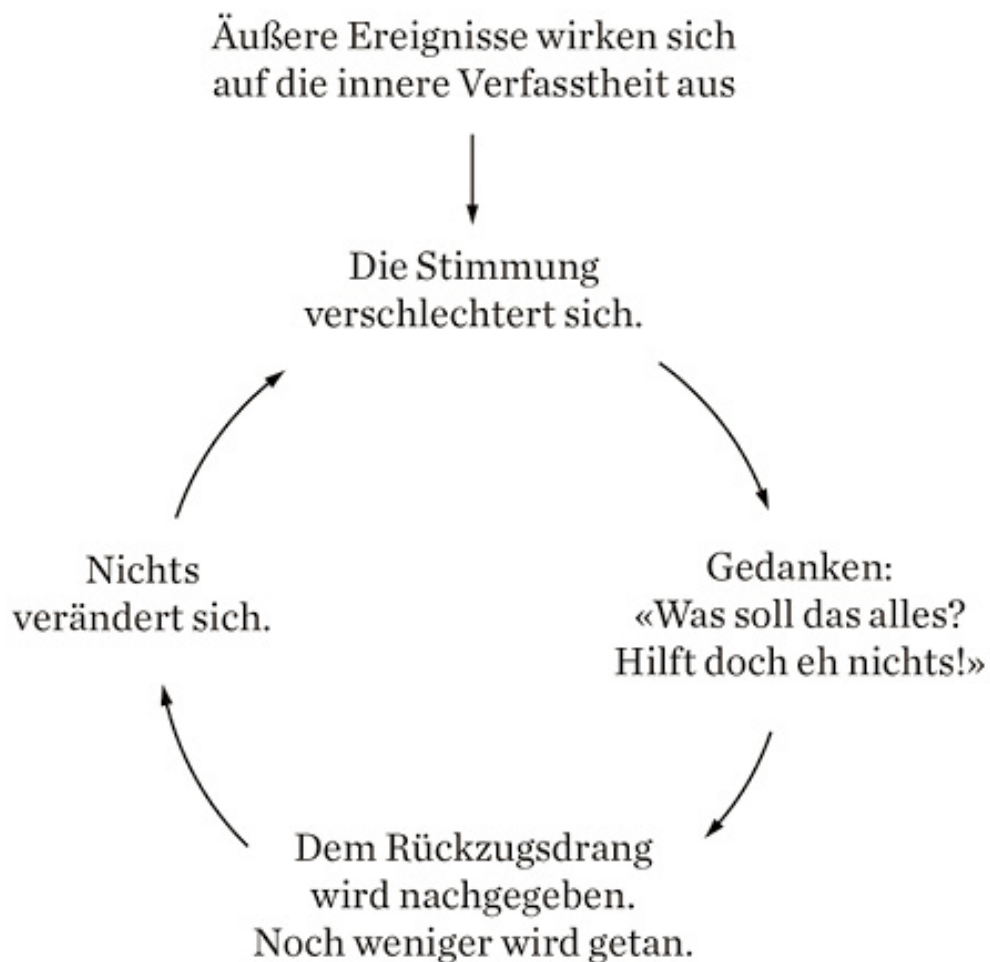 Äußere Ereignisse wirken sich
auf die innere Verfasstheit aus
Die Stimmung
verschlechtert sich.
Gedanken:
«Was soll das alles?
Hilft doch eh nichts!»
Dem Rückzugsdrang
wird nachgegeben.
Noch weniger wird getan.
Nichts
verändert sich.